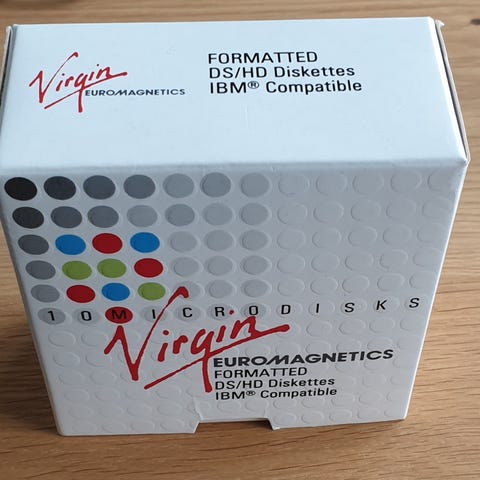 Virgin
EUROMAGNETICS
FORMATTED
DS/HD Diskettes
IBM® Compatible
10 MICRODISKS
Virgin
EUROMAGNETICS
FORMATTED
DS/HD Diskettes
IBM® Compatible